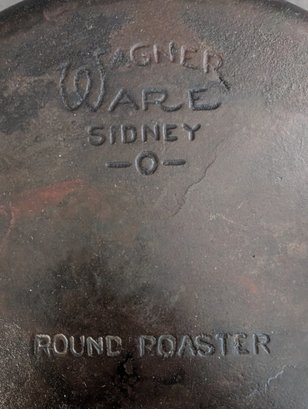 WAGNER
WARE
SIDNEY
-O-
ROUND ROASTER